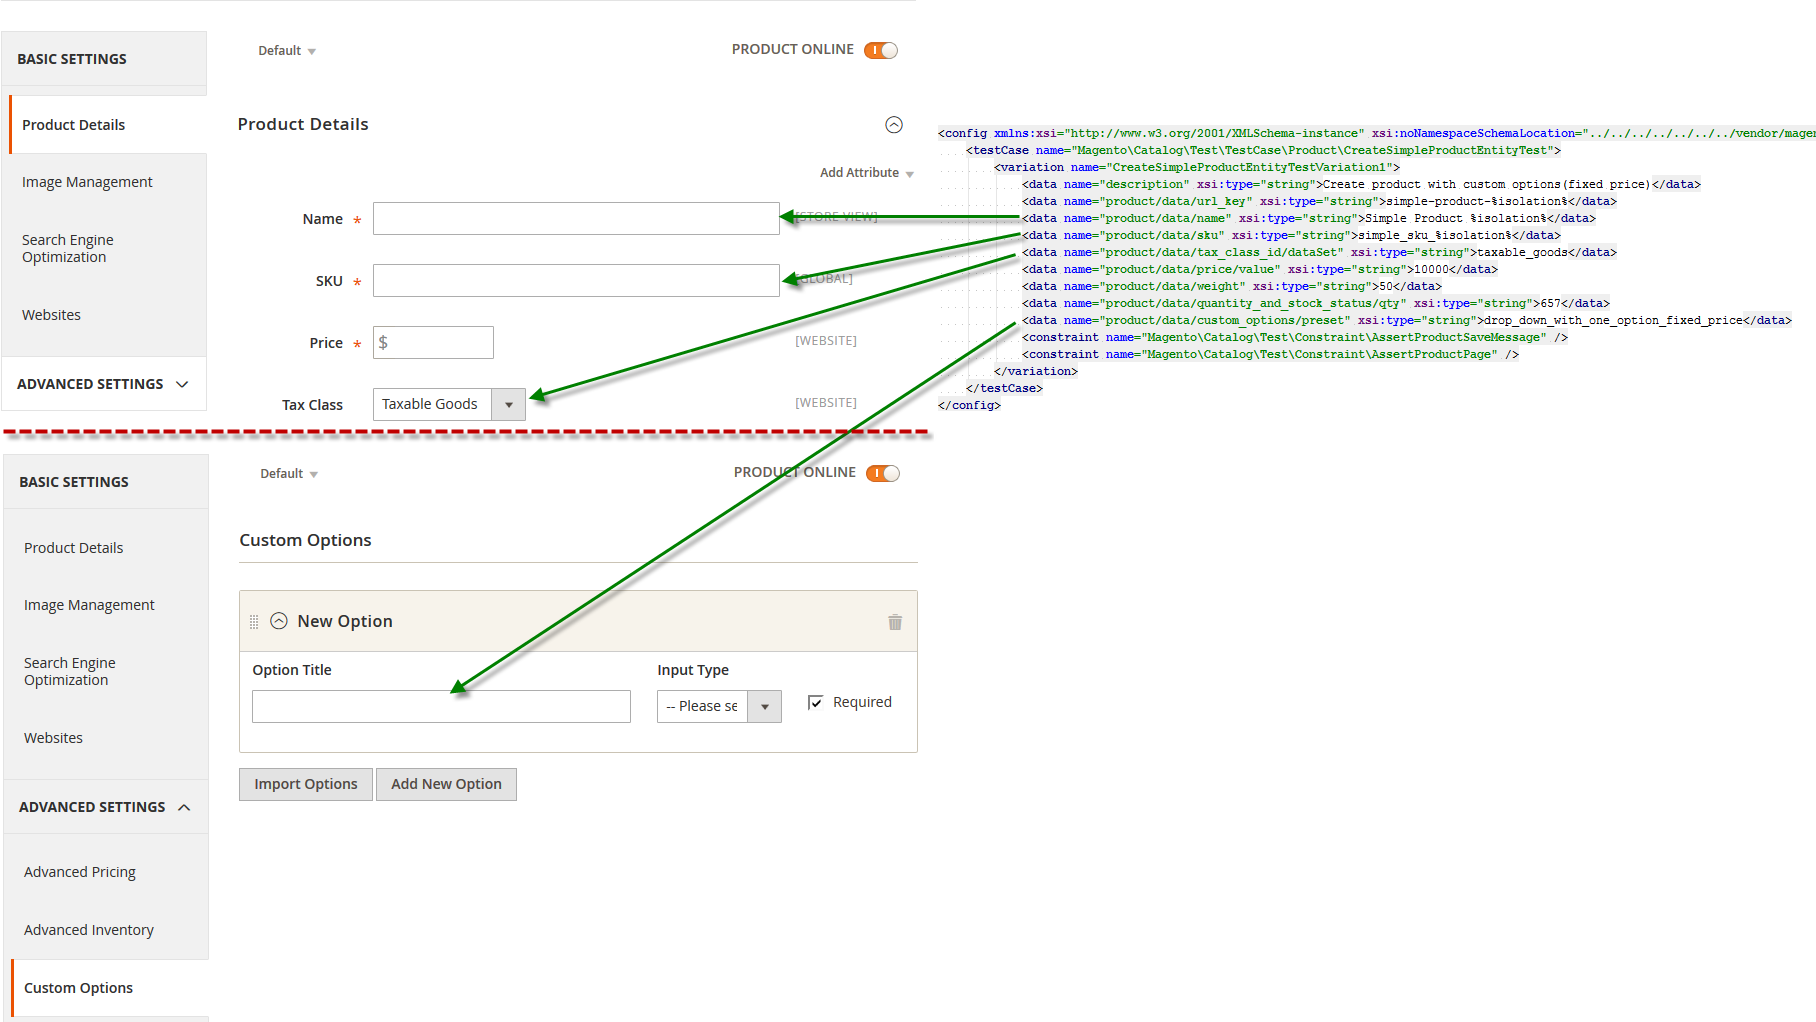 BASIC SETTINGS
Product Details
Image Management
Search Engine
Optimization
Websites
ADVANCED SETTINGS
Default
PRODUCT ONLINE
Product Details
Add Attribute
Name *
[STORE VIEW]
SKU *
[GLOBAL]
Price *
$
[WEBSITE]
Tax Class
Taxable Goods
[WEBSITE]
<config xmlns:xsi="http://www.w3.org/2001/XMLSchema-instance" xsi:noNamespaceSchemaLocation="../../../../../../../vendor/magen
<testCase name="Magento\Catalog\Test\TestCase\Product\CreateSimpleProductEntityTest">
<variation name="CreateSimpleProductEntityTestVariation1">
<data name="description" xsi:type="string">Create product with custom options(fixed price)</data>
<data name="product/data/url_key" xsi:type="string">simple-product-%isolation%</data>
<data name="product/data/name" xsi:type="string">Simple Product %isolation%</data>
<data name="product/data/sku" xsi:type="string">simple_sku_%isolation%</data>
<data name="product/data/tax_class_id/dataSet" xsi:type="string">taxable_goods</data>
<data name="product/data/price/value" xsi:type="string">10000</data>
<data name="product/data/weight" xsi:type="string">50</data>
<data name="product/data/quantity_and_stock_status/qty" xsi:type="string">657</data>
<data name="product/data/custom_options/preset" xsi:type="string">drop_down_with_one_option_fixed_price</data>
<constraint name="Magento\Catalog\Test\Constraint\AssertProductSaveMessage" />
<constraint name="Magento\Catalog\Test\Constraint\AssertProductPage" />
</variation>
</testCase>
</config>
BASIC SETTINGS
Product Details
Image Management
Search Engine
Optimization
Websites
ADVANCED SETTINGS
Advanced Pricing
Advanced Inventory
Custom Options
Default
PRODUCT ONLINE
Custom Options
New Option
Option Title
Input Type
-- Please se
Required
Import Options
Add New Option